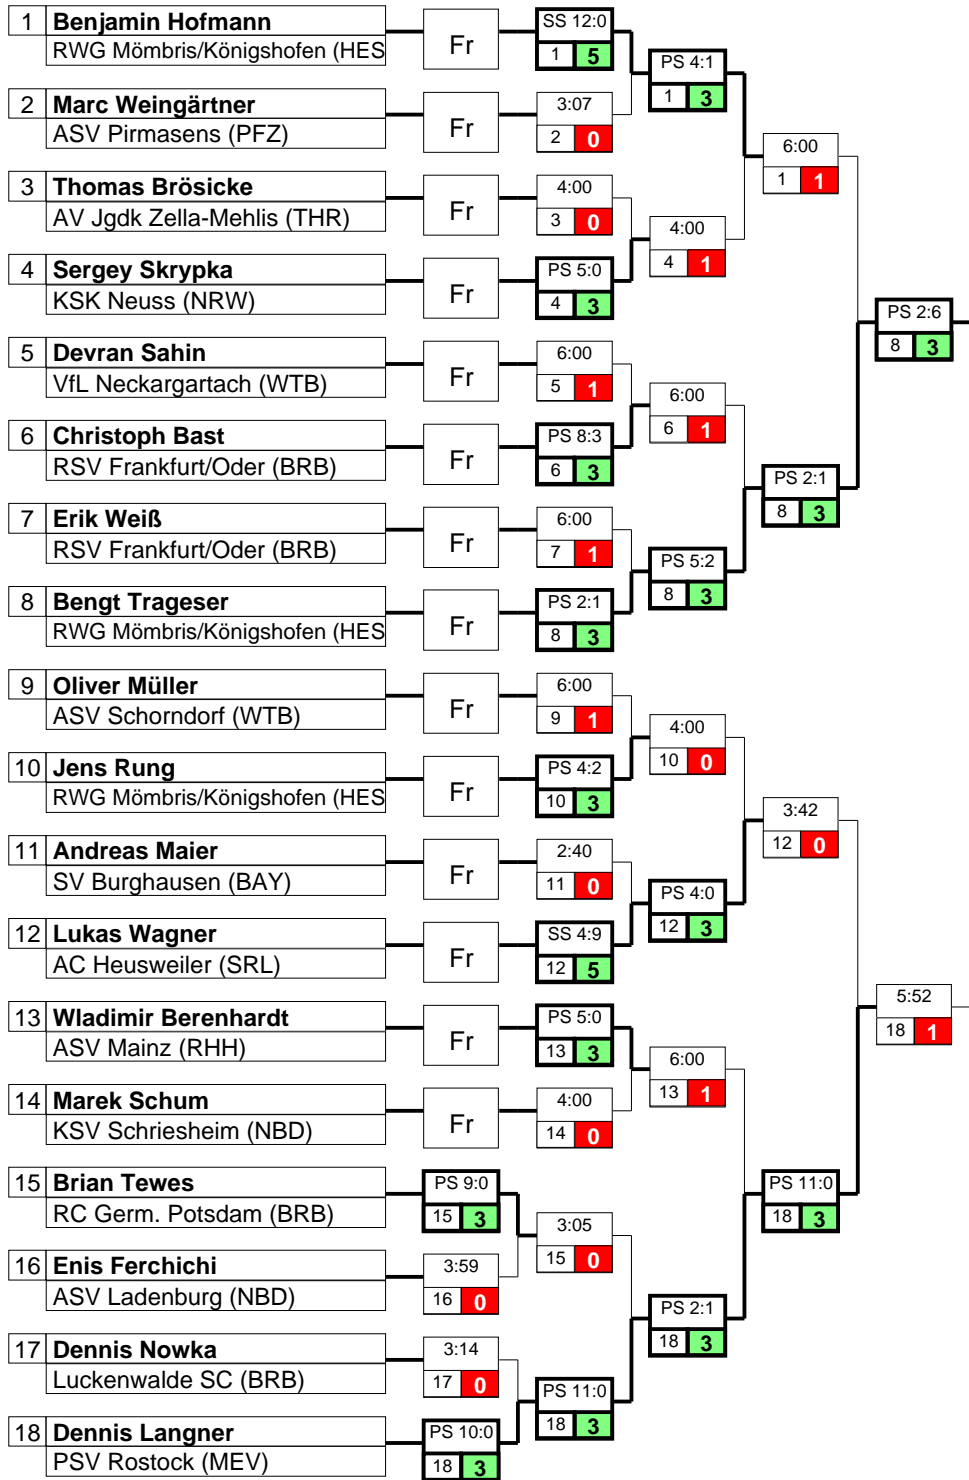 1 Benjamin Hofmann
RWG Mömbris/Königshofen (HES
Fr
SS 12:0
1 5
PS 4:1
1 3
2 Marc Weingärtner
ASV Pirmasens (PFZ)
Fr
3:07
2 0
6:00
1 1
3 Thomas Brösicke
AV Jgdk Zella-Mehlis (THR)
Fr
4:00
3 0
4:00
4 1
4 Sergey Skrypka
KSK Neuss (NRW)
Fr
PS 5:0
4 3
PS 2:6
8 3
5 Devran Sahin
VfL Neckargartach (WTB)
Fr
6:00
5 1
6:00
6 1
6 Christoph Bast
RSV Frankfurt/Oder (BRB)
Fr
PS 8:3
6 3
PS 2:1
8 3
7 Erik Weiß
RSV Frankfurt/Oder (BRB)
Fr
6:00
7 1
PS 5:2
8 3
8 Bengt Trageser
RWG Mömbris/Königshofen (HES
Fr
PS 2:1
8 3
9 Oliver Müller
ASV Schorndorf (WTB)
Fr
6:00
9 1
4:00
10 0
10 Jens Rung
RWG Mömbris/Königshofen (HES
Fr
PS 4:2
10 3
3:42
12 0
11 Andreas Maier
SV Burghausen (BAY)
Fr
2:40
11 0
PS 4:0
12 3
12 Lukas Wagner
AC Heusweiler (SRL)
Fr
SS 4:9
12 5
5:52
18 1
13 Wladimir Berenhardt
ASV Mainz (RHH)
Fr
PS 5:0
13 3
6:00
13 1
14 Marek Schum
KSV Schriesheim (NBD)
Fr
4:00
14 0
15 Brian Tewes
RC Germ. Potsdam (BRB)
PS 9:0
15 3
PS 11:0
18 3
3:05
15 0
16 Enis Ferchichi
ASV Ladenburg (NBD)
3:59
16 0
PS 2:1
18 3
17 Dennis Nowka
Luckenwalde SC (BRB)
3:14
17 0
PS 11:0
18 3
18 Dennis Langner
PSV Rostock (MEV)
PS 10:0
18 3